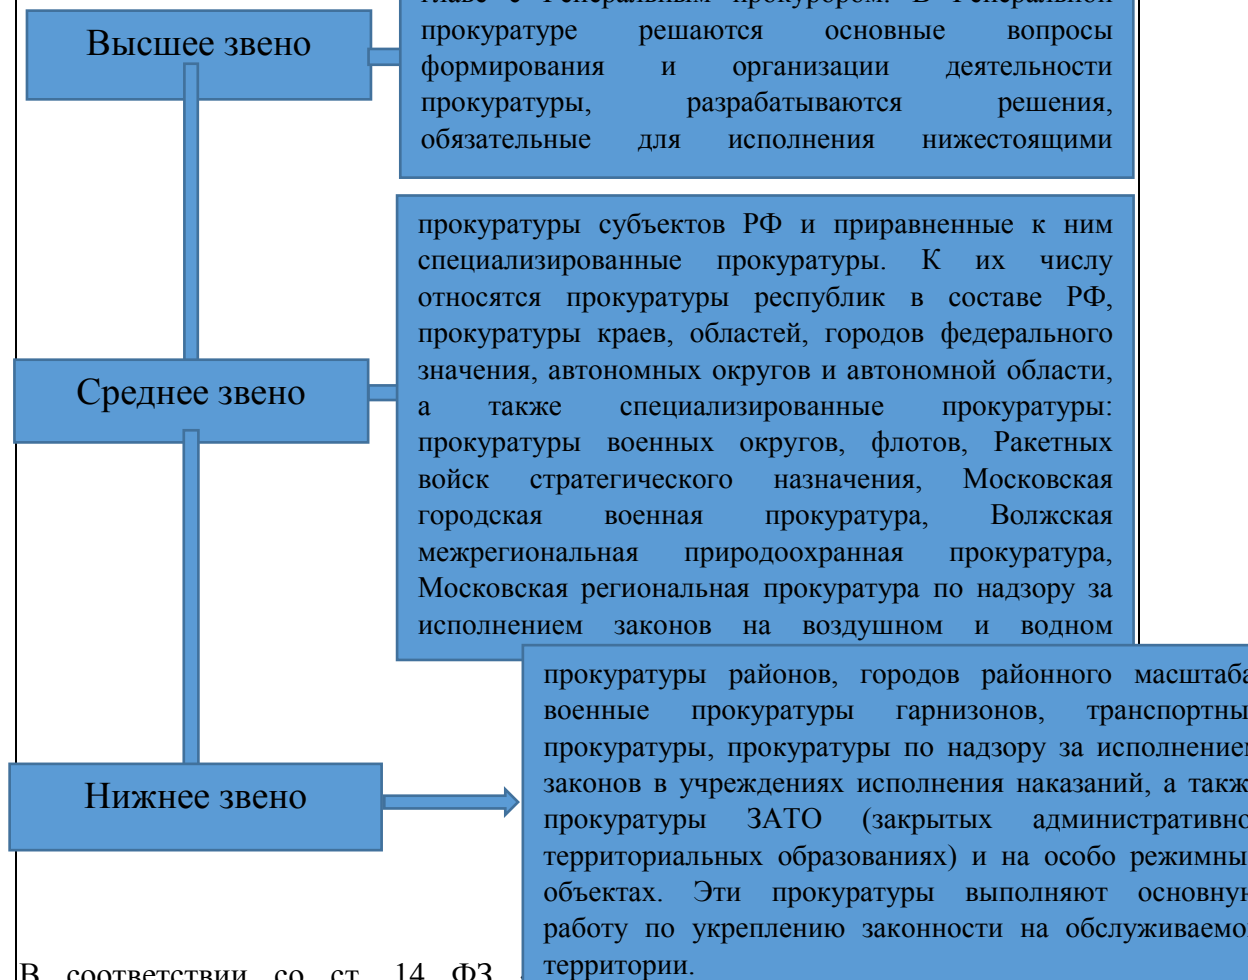 Высшее звено
главе с Генеральным прокурором. В Генеральной
прокуратуре решаются основные вопросы
формирования и организации деятельности
прокуратуры, разрабатываются решения,
обязательные для исполнения нижестоящими
Среднее звено
прокуратуры субъектов РФ и приравненные к ним
специализированные прокуратуры. К их числу
относятся прокуратуры республик в составе РФ,
прокуратуры краев, областей, городов федерального
значения, автономных округов и автономной области,
а также специализированные прокуратуры:
прокуратуры военных округов, флотов, Ракетных
войск стратегического назначения, Московская
городская военная прокуратура, Волжская
межрегиональная природоохранная прокуратура,
Московская региональная прокуратура по надзору за
исполнением законов на воздушном и водном
Нижнее звено
прокуратуры районов, городов районного масштаба
военные прокуратуры гарнизонов, транспортны
прокуратуры, прокуратуры по надзору за исполнением
законов в учреждениях исполнения наказаний, а такж
прокуратуры ЗАТО (закрытых административно
территориальных образованиях) и на особо режимны
объектах. Эти прокуратуры выполняют основную
работу по укреплению законности на обслуживаемо
территории.
В соответствии со ст. 14 ФЗ